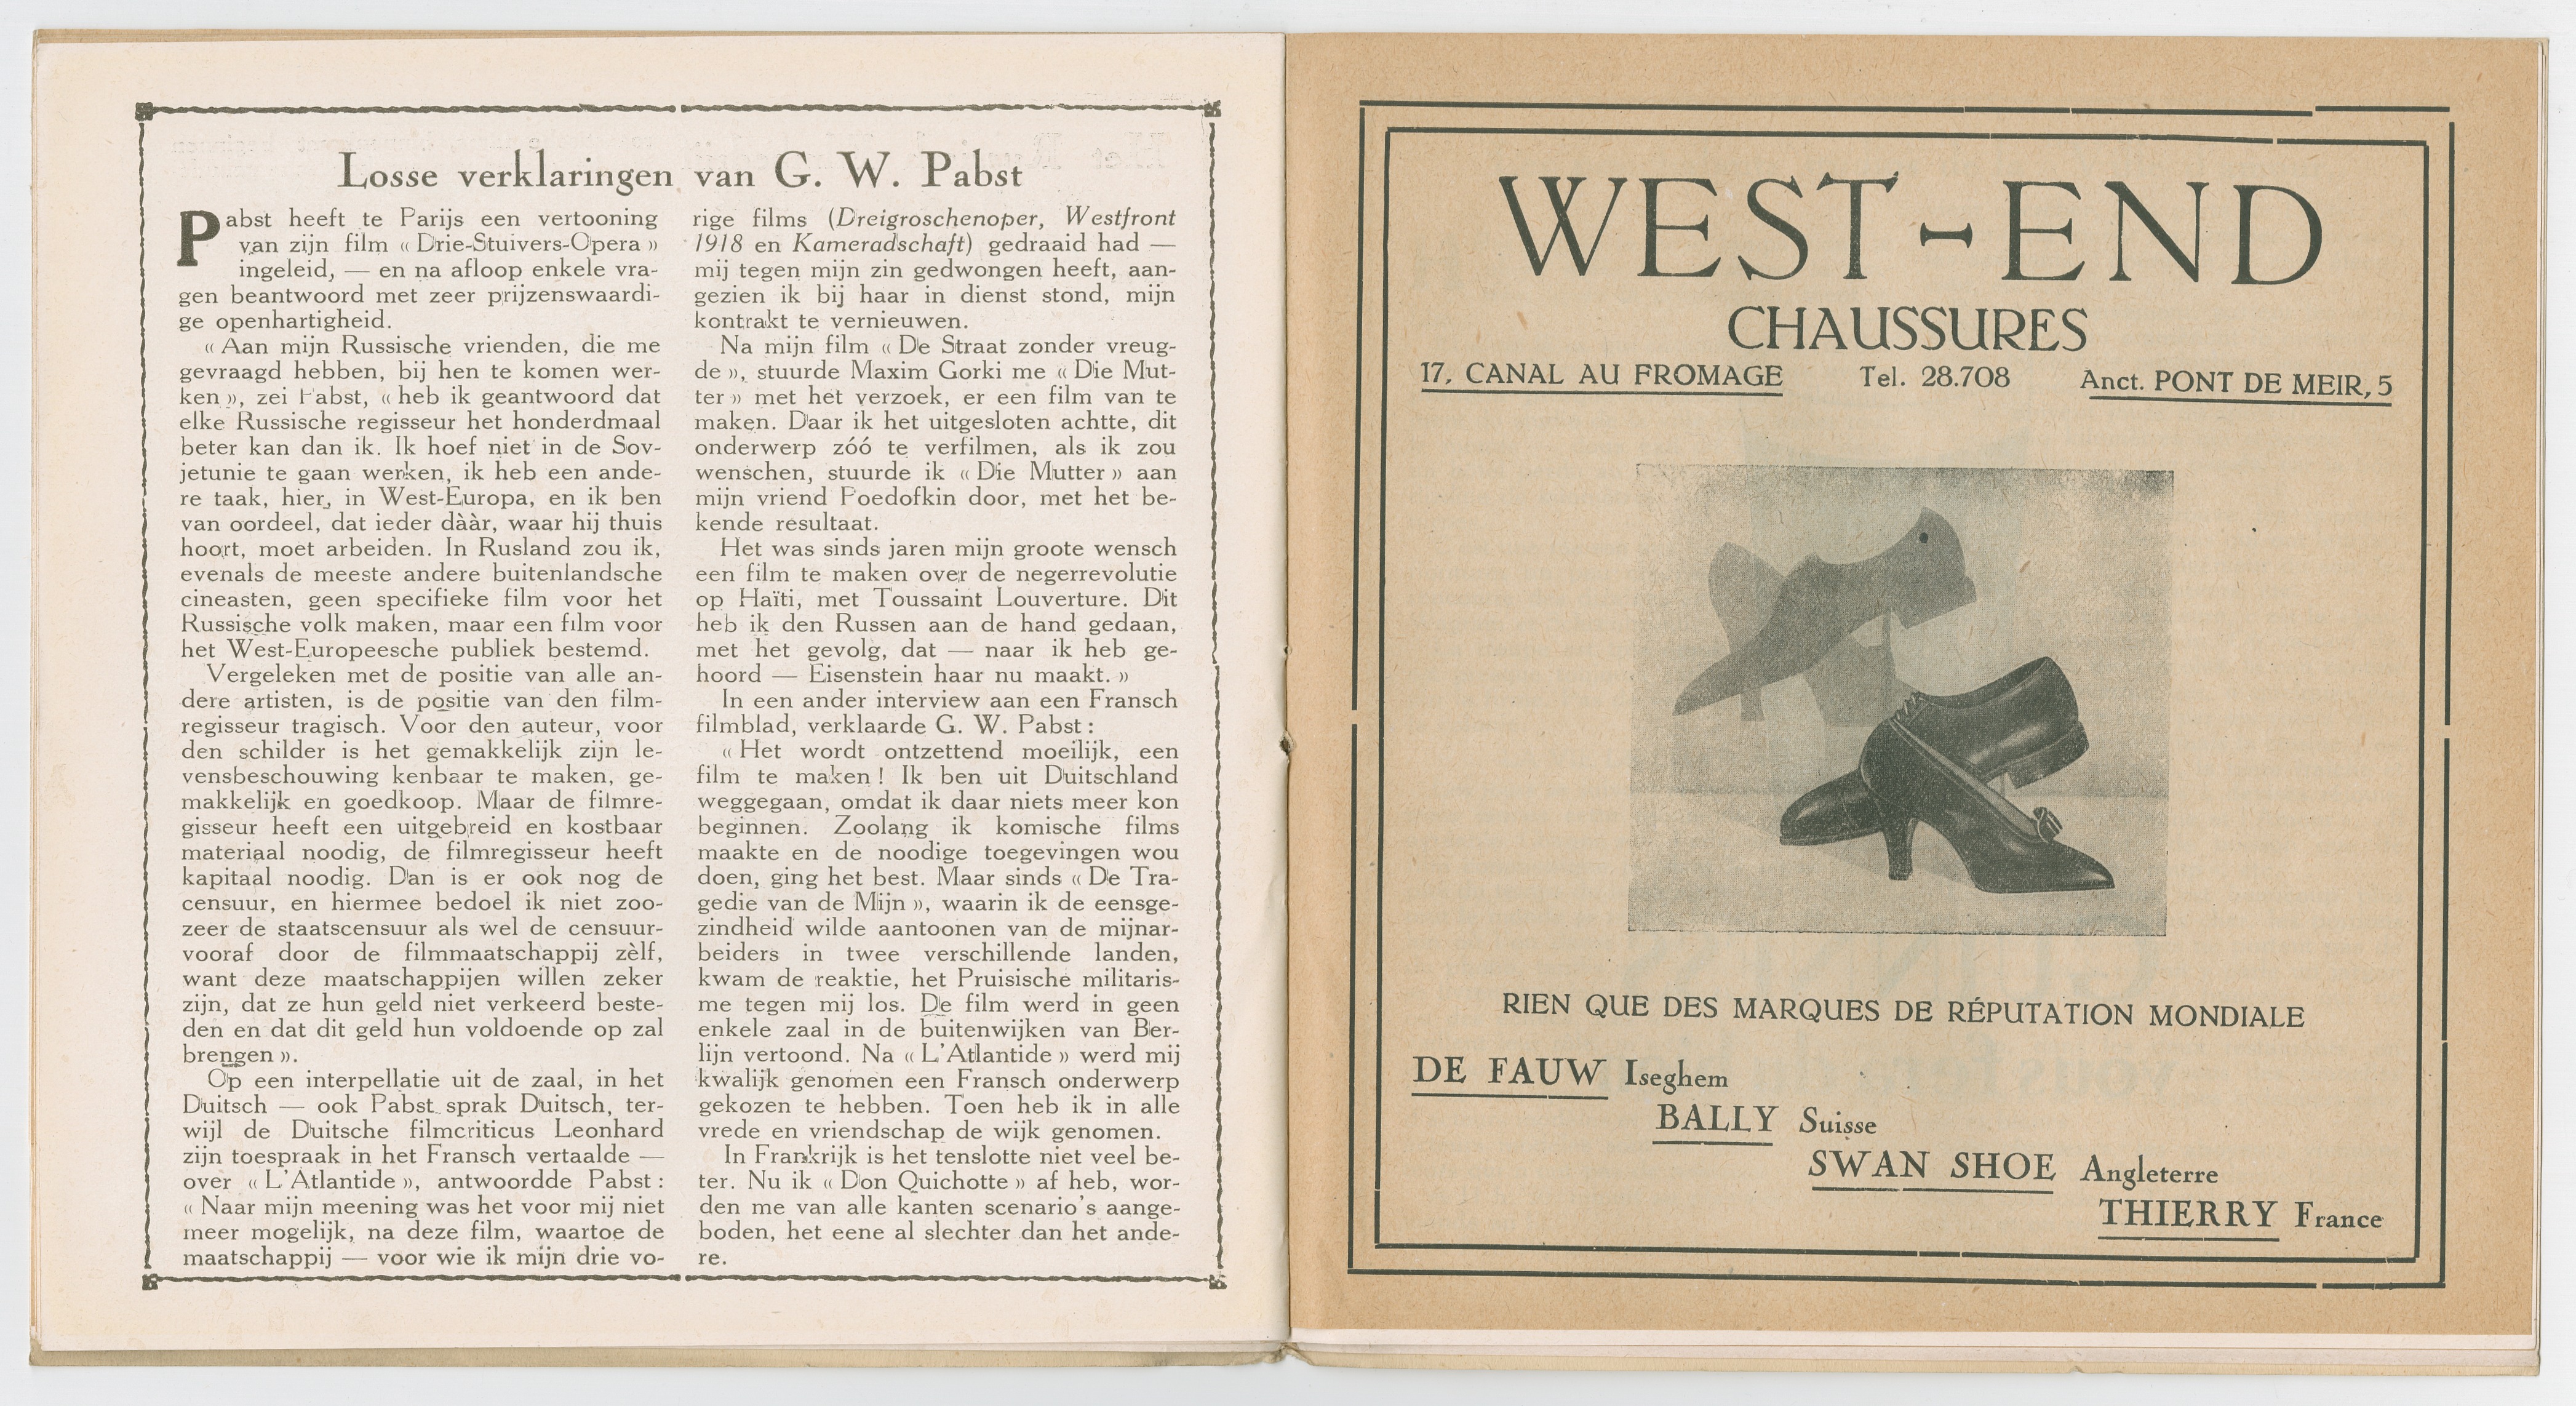 Losse verklaringen van G. W. Pabst
Pabst heeft te Parijs een vertooning
van zijn film « Drie-Stuivers-Opera »
ingeleid, — en na afloop enkele vra-
gen beantwoord met zeer prijzenswaardi-
ge openhartigheid.
« Aan mijn Russische vrienden, die me
gevraagd hebben, bij hen te komen wer-
ken », zei Pabst, « heb ik geantwoord dat
elke Russische regisseur het honderdmaal
beter kan dan ik. Ik hoef niet in de Sov-
jetunie te gaan werken, ik heb een ande-
re taak, hier, in West-Europa, en ik ben
van oordeel, dat ieder dààr, waar hij thuis
hoort, moet arbeiden. In Rusland zou ik,
evenals de meeste andere buitenlandsche
cineasten, geen specifieke film voor het
Russische volk maken, maar een film voor
het West-Europeesche publiek bestemd.
Vergeleken met de positie van alle an-
dere artisten, is de positie van den film-
regisseur tragisch. Voor den auteur, voor
den schilder is het gemakkelijk zijn le-
vensbeschouwing kenbaar te maken, ge-
makkelijk en goedkoop. Maar de filmre-
gisseur heeft een uitgebreid en kostbaar
materiaal noodig, de filmregisseur heeft
kapitaal noodig. Dan is er ook nog de
censuur, en hiermee bedoel ik niet zoo-
zeer de staatscensuur als wel de censuur-
vooraf door de filmmaatschappij zèlf,
want deze maatschappijen willen zeker
zijn, dat ze hun geld niet verkeerd beste-
den en dat dit geld hun voldoende op zal
brengen ».
Op een interpellatie uit de zaal, in het
Duitsch — ook Pabst sprak Duitsch, ter-
wijl de Duitsche filmcriticus Leonhard
zijn toespraak in het Fransch vertaalde —
over « L'Atlantide », antwoordde Pabst :
« Naar mijn meening was het voor mij niet
meer mogelijk, na deze film, waartoe de
maatschappij — voor wie ik mijn drie vo-
rige films (Dreigroschenoper, Westfront
1918 en Kameradschaft) gedraaid had —
mij tegen mijn zin gedwongen heeft, aan-
gezien ik bij haar in dienst stond, mijn
kontrakt te vernieuwen.
Na mijn film « De Straat zonder vreug-
de », stuurde Maxim Gorki me « Die Mut-
ter » met het verzoek, er een film van te
maken. Daar ik het uitgesloten achtte, dit
onderwerp zóó te verfilmen, als ik zou
wenschen, stuurde ik « Die Mutter » aan
mijn vriend Poedofkin door, met het be-
kende resultaat.
Het was sinds jaren mijn groote wensch
een film te maken over de negerrevolutie
op Haïti, met Toussaint Louverture. Dit
heb ik den Russen aan de hand gedaan,
met het gevolg, dat — naar ik heb ge-
hoord — Eisenstein haar nu maakt. »
In een ander interview aan een Fransch
filmblad, verklaarde G. W. Pabst :
« Het wordt ontzettend moeilijk, een
film te maken ! Ik ben uit Duitschland
weggegaan, omdat ik daar niets meer kon
beginnen. Zoolang ik komische films
maakte en de noodige toegevingen wou
doen, ging het best. Maar sinds « De Tra-
gedie van de Mijn », waarin ik de eensge-
zindheid wilde aantoonen van de mijnar-
beiders in twee verschillende landen,
kwam de reaktie, het Pruisische militaris-
me tegen mij los. De film werd in geen
enkele zaal in de buitenwijken van Ber-
lijn vertoond. Na « L'Atlantide » werd mij
kwalijk genomen een Fransch onderwerp
gekozen te hebben. Toen heb ik in alle
vrede en vriendschap de wijk genomen.
In Frankrijk is het tenslotte niet veel be-
ter. Nu ik « Don Quichotte » af heb, wor-
den me van alle kanten scenario's aange-
boden, het eene al slechter dan het ande-
re.
WEST-END
CHAUSSURES
17, CANAL AU FROMAGE Tel. 28.708 Anct. PONT DE MEIR, 5
RIEN QUE DES MARQUES DE RÉPUTATION MONDIALE
DE FAUW Iseghem
BALLY Suisse
SWAN SHOE Angleterre
THIERRY France